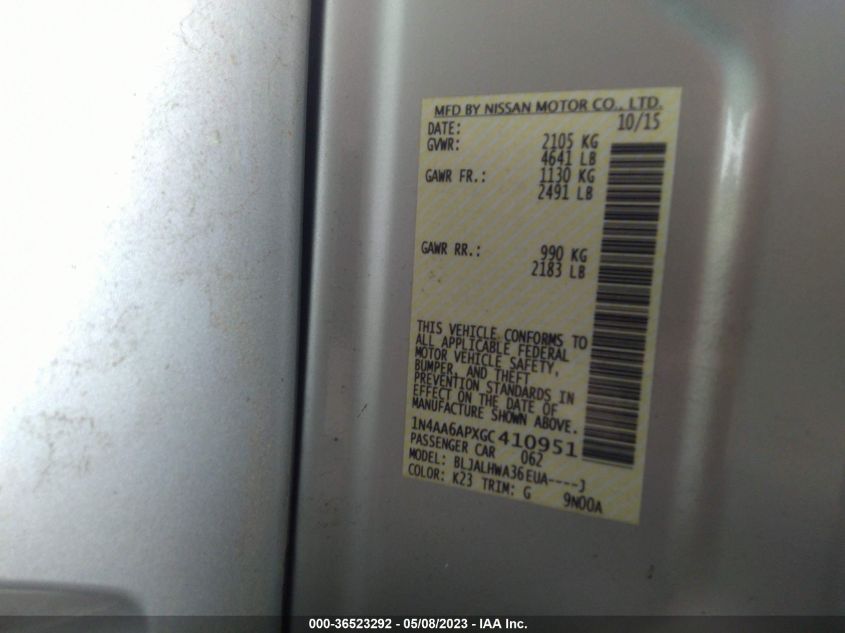 MFD BY NISSAN MOTOR CO., LTD.
DATE: 10/15
GVWR: 2105 KG
4641 LB
GAWR FR.: 1130 KG
2491 LB
GAWR RR.: 990 KG
2183 LB
THIS VEHICLE CONFORMS TO
ALL APPLICABLE FEDERAL
MOTOR VEHICLE SAFETY,
BUMPER, AND THEFT
PREVENTION STANDARDS IN
EFFECT ON THE DATE OF
MANUFACTURE SHOWN ABOVE.
1N4AA6APXGC410951
PASSENGER CAR 062
MODEL: BLJALHWA36EUA----J
COLOR: K23 TRIM: G 9N00A
000-36523292 - 05/08/2023 - IAA Inc.